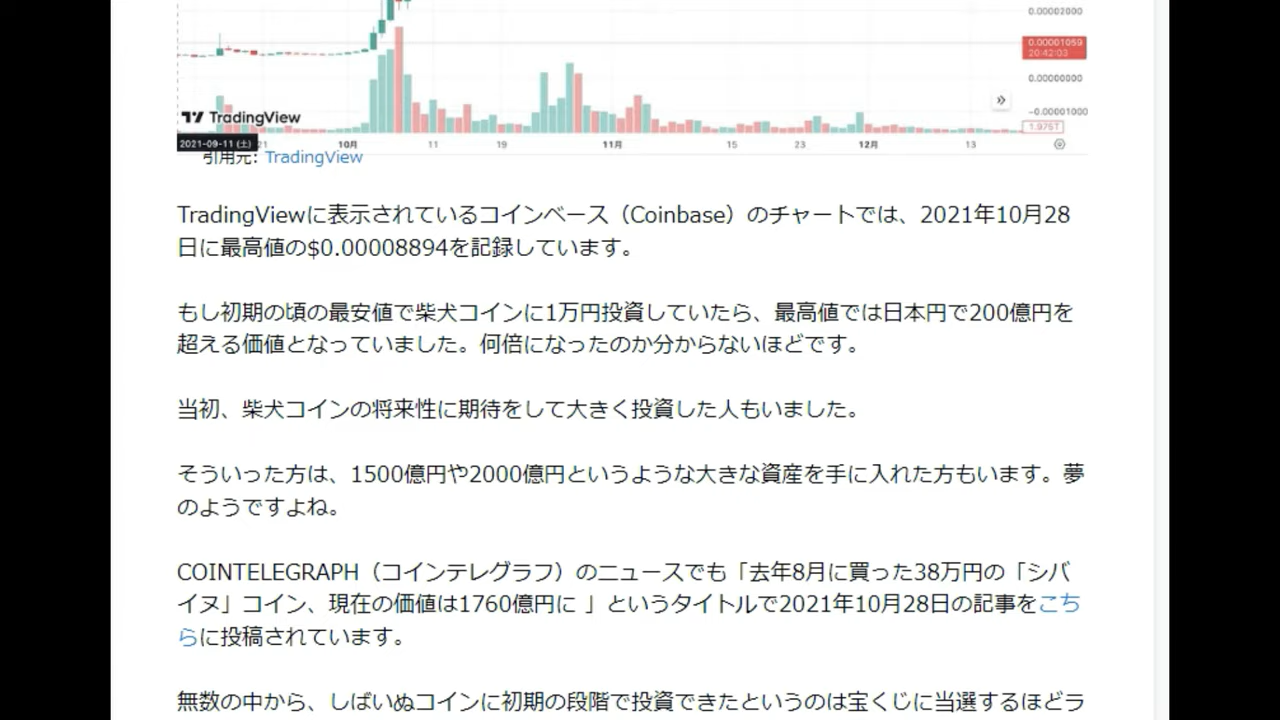 0.00002000
0.00001059
20:42:03
0.00000000
−0.00001000
TradingView
1.975T
2021-09-11 (土)
21
10月
11
19
11月
15
23
12月
13
引用元: TradingView
TradingViewに表示されているコインベース（Coinbase）のチャートでは、2021年10月28
日に最高値の$0.00008894を記録しています。
もし初期の頃の最安値で柴犬コインに1万円投資していたら、最高値では日本円で200億円を
超える価値となっていました。何倍になったのか分からないほどです。
当初、柴犬コインの将来性に期待をして大きく投資した人もいました。
そういった方は、1500億円や2000億円というような大きな資産を手に入れた方もいます。夢
のようですよね。
COINTELEGRAPH（コインテレグラフ）のニュースでも「去年8月に買った38万円の「シバ
イヌ」コイン、現在の価値は1760億円に 」というタイトルで2021年10月28日の記事をこち
らに投稿されています。
無数の中から、しばいぬコインに初期の段階で投資できたというのは宝くじに当選するほどラ